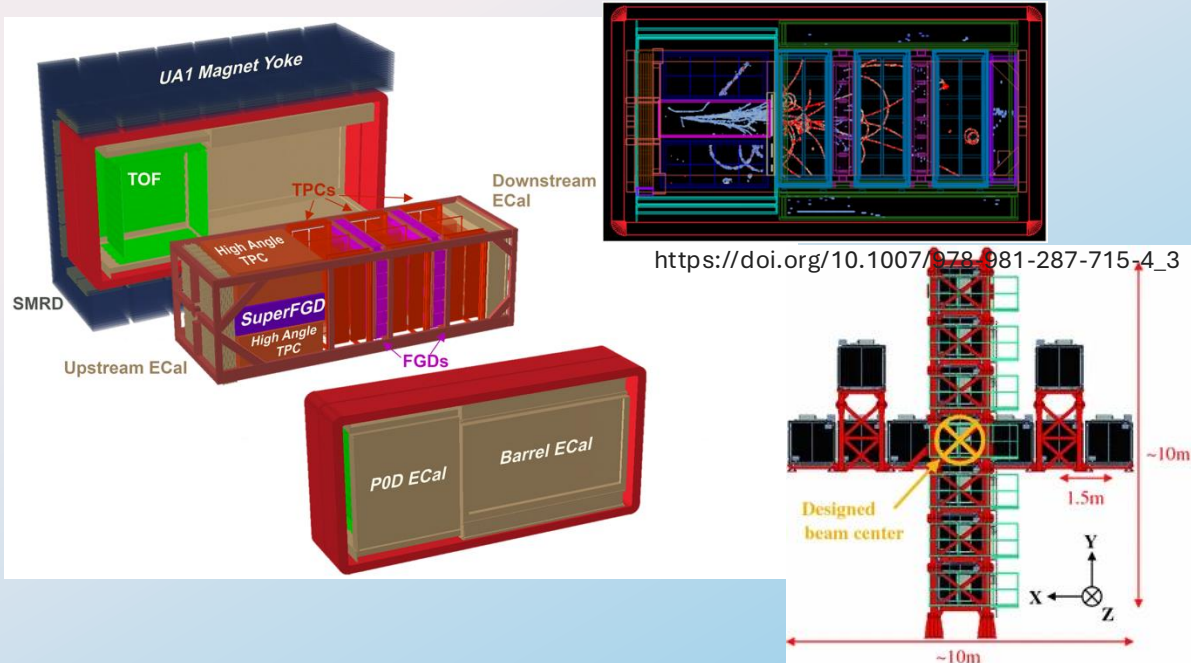 UA1 Magnet Yoke
TOF
TPCs
Downstream
ECal
High Angle
TPC
SMRD
SuperFGD
High Angle
TPC
Upstream ECal
FGDs
P0D ECal
Barrel ECal
https://doi.org/10.1007/978-981-287-715-4_3
~10m
1.5m
Designed
beam center
Y
X
Z
~10m